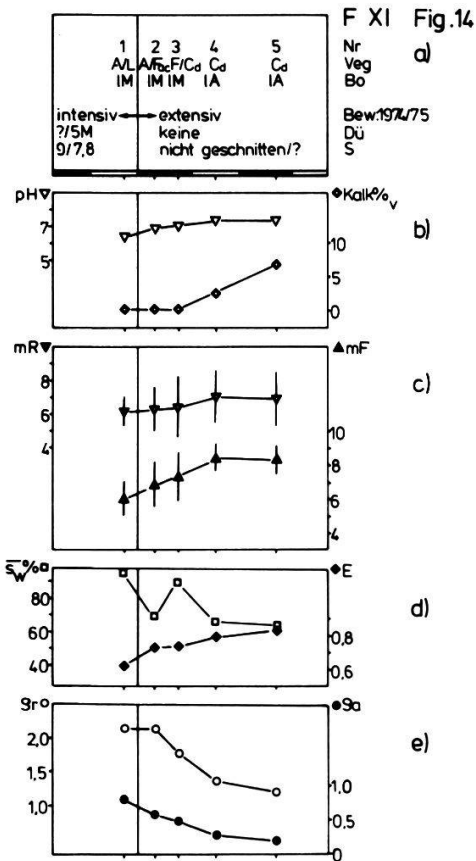 F XI Fig.14
1 2 3 4 5 Nr a)
A/L A/Fac F/Cd Cd Cd Veg
IM IM IM IA IA Bo
intensiv extensiv Bew:1974/75
?/5M keine Dü
9/7,8 nicht geschnitten/? S
pH Kalk%v
b)
7
5
10
5
0
mR mF
c)
8
6
4
10
8
6
4
s̅w% E
d)
80
60
40
0,8
0,6
gr ga
e)
2,0
1,5
1,0
1,0
0,5
0